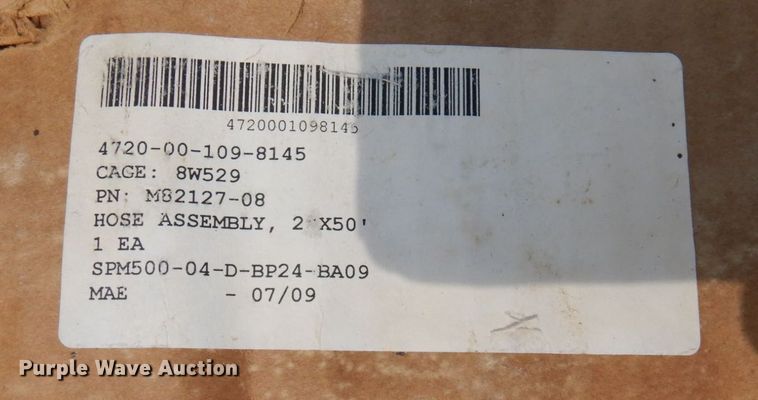 4720001098145
4720-00-109-8145
CAGE: 8W529
PN: M82127-08
HOSE ASSEMBLY, 2"X50'
1 EA
SPM500-04-D-BP24-BA09
MAE - 07/09
Purple Wave Auction